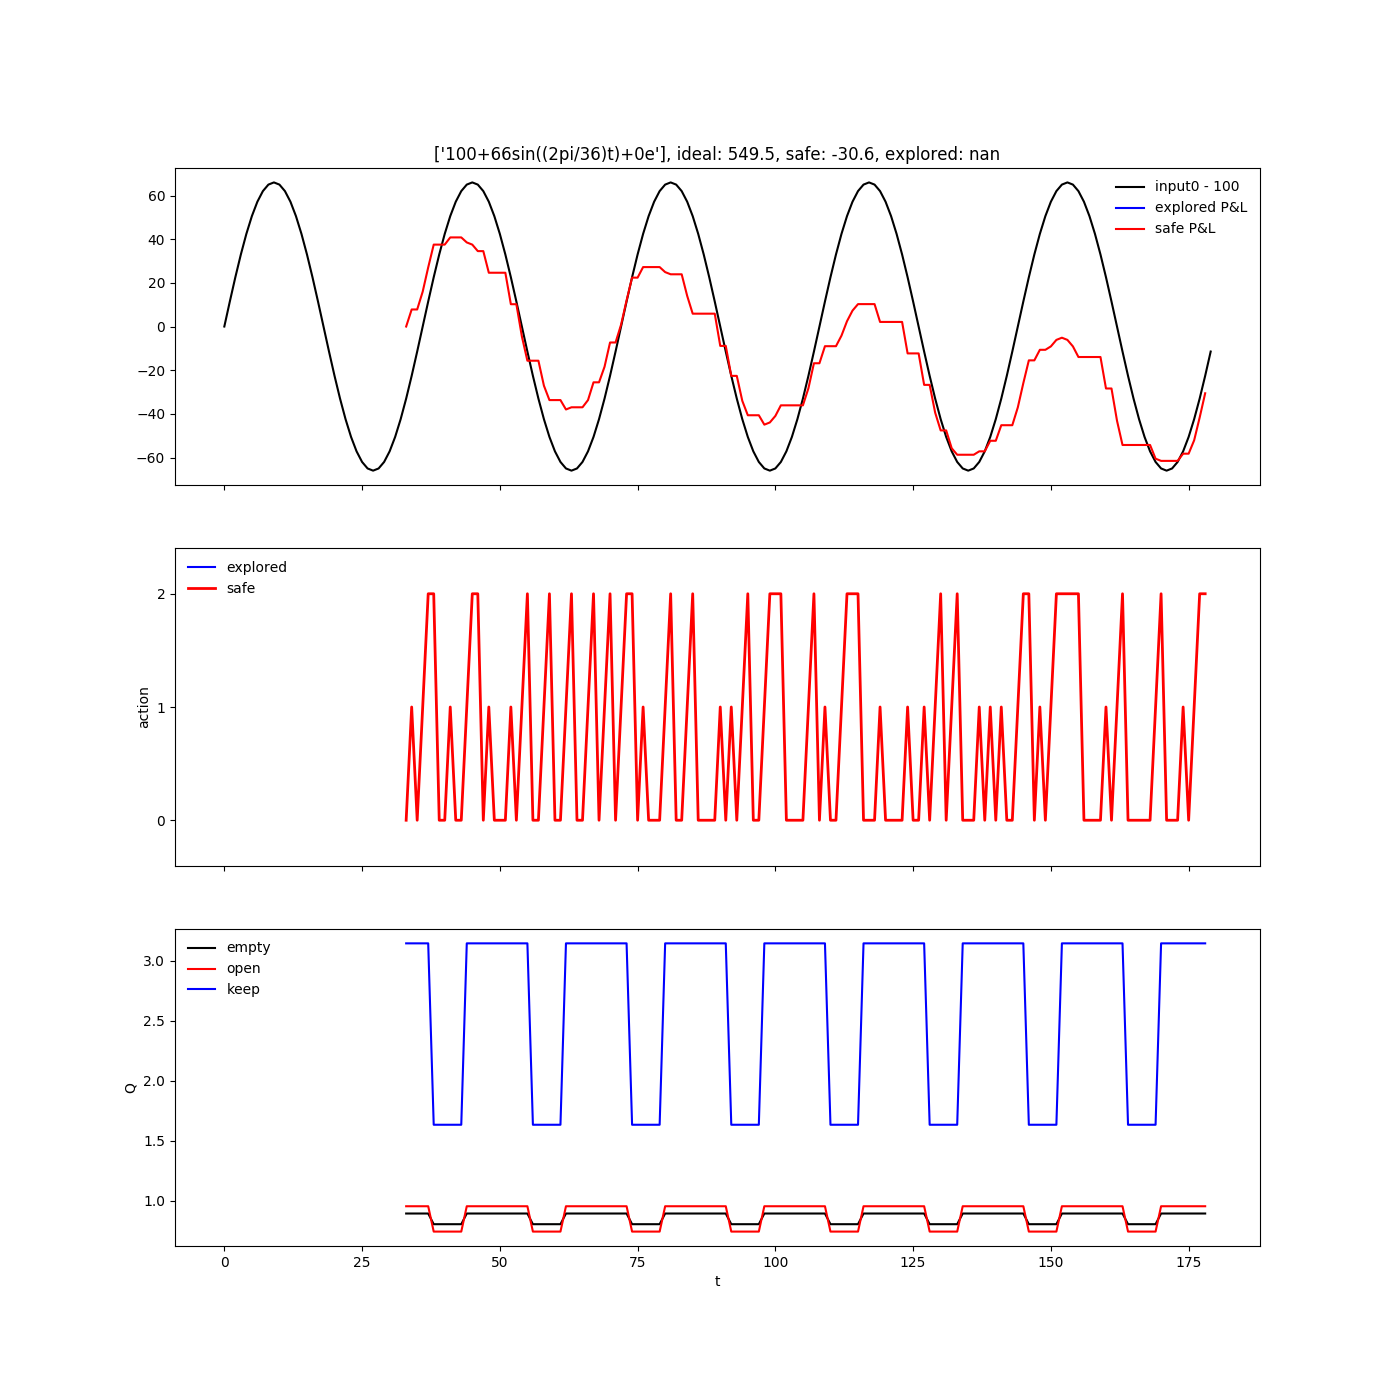 ['100+66sin((2pi/36)t)+0e'], ideal: 549.5, safe: -30.6, explored: nan
input0 - 100
explored P&L
safe P&L
60
40
20
0
−20
−40
−60
explored
safe
action
2
1
0
empty
open
keep
Q
3.0
2.5
2.0
1.5
1.0
0 25 50 75 100 125 150 175
t